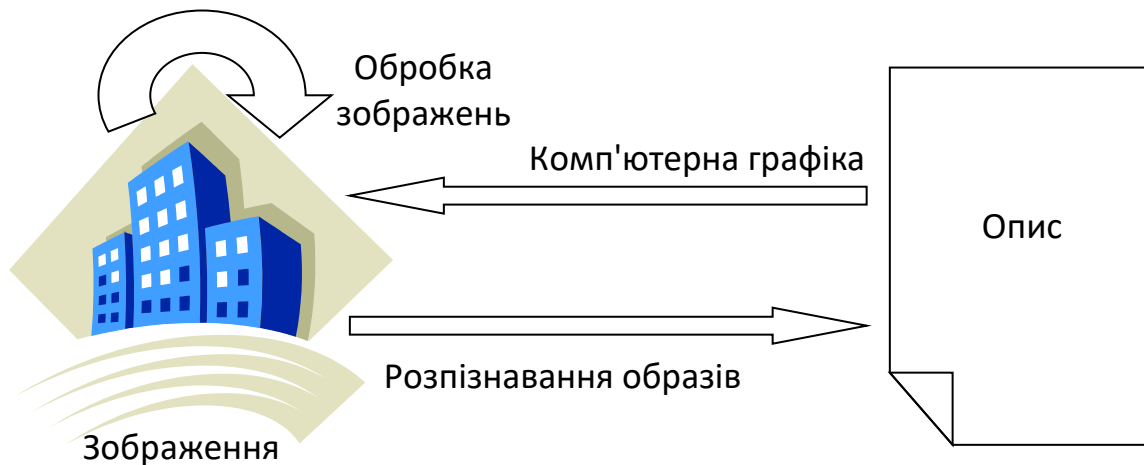 Обробка
зображень
Комп'ютерна графіка
Опис
Розпізнавання образів
Зображення